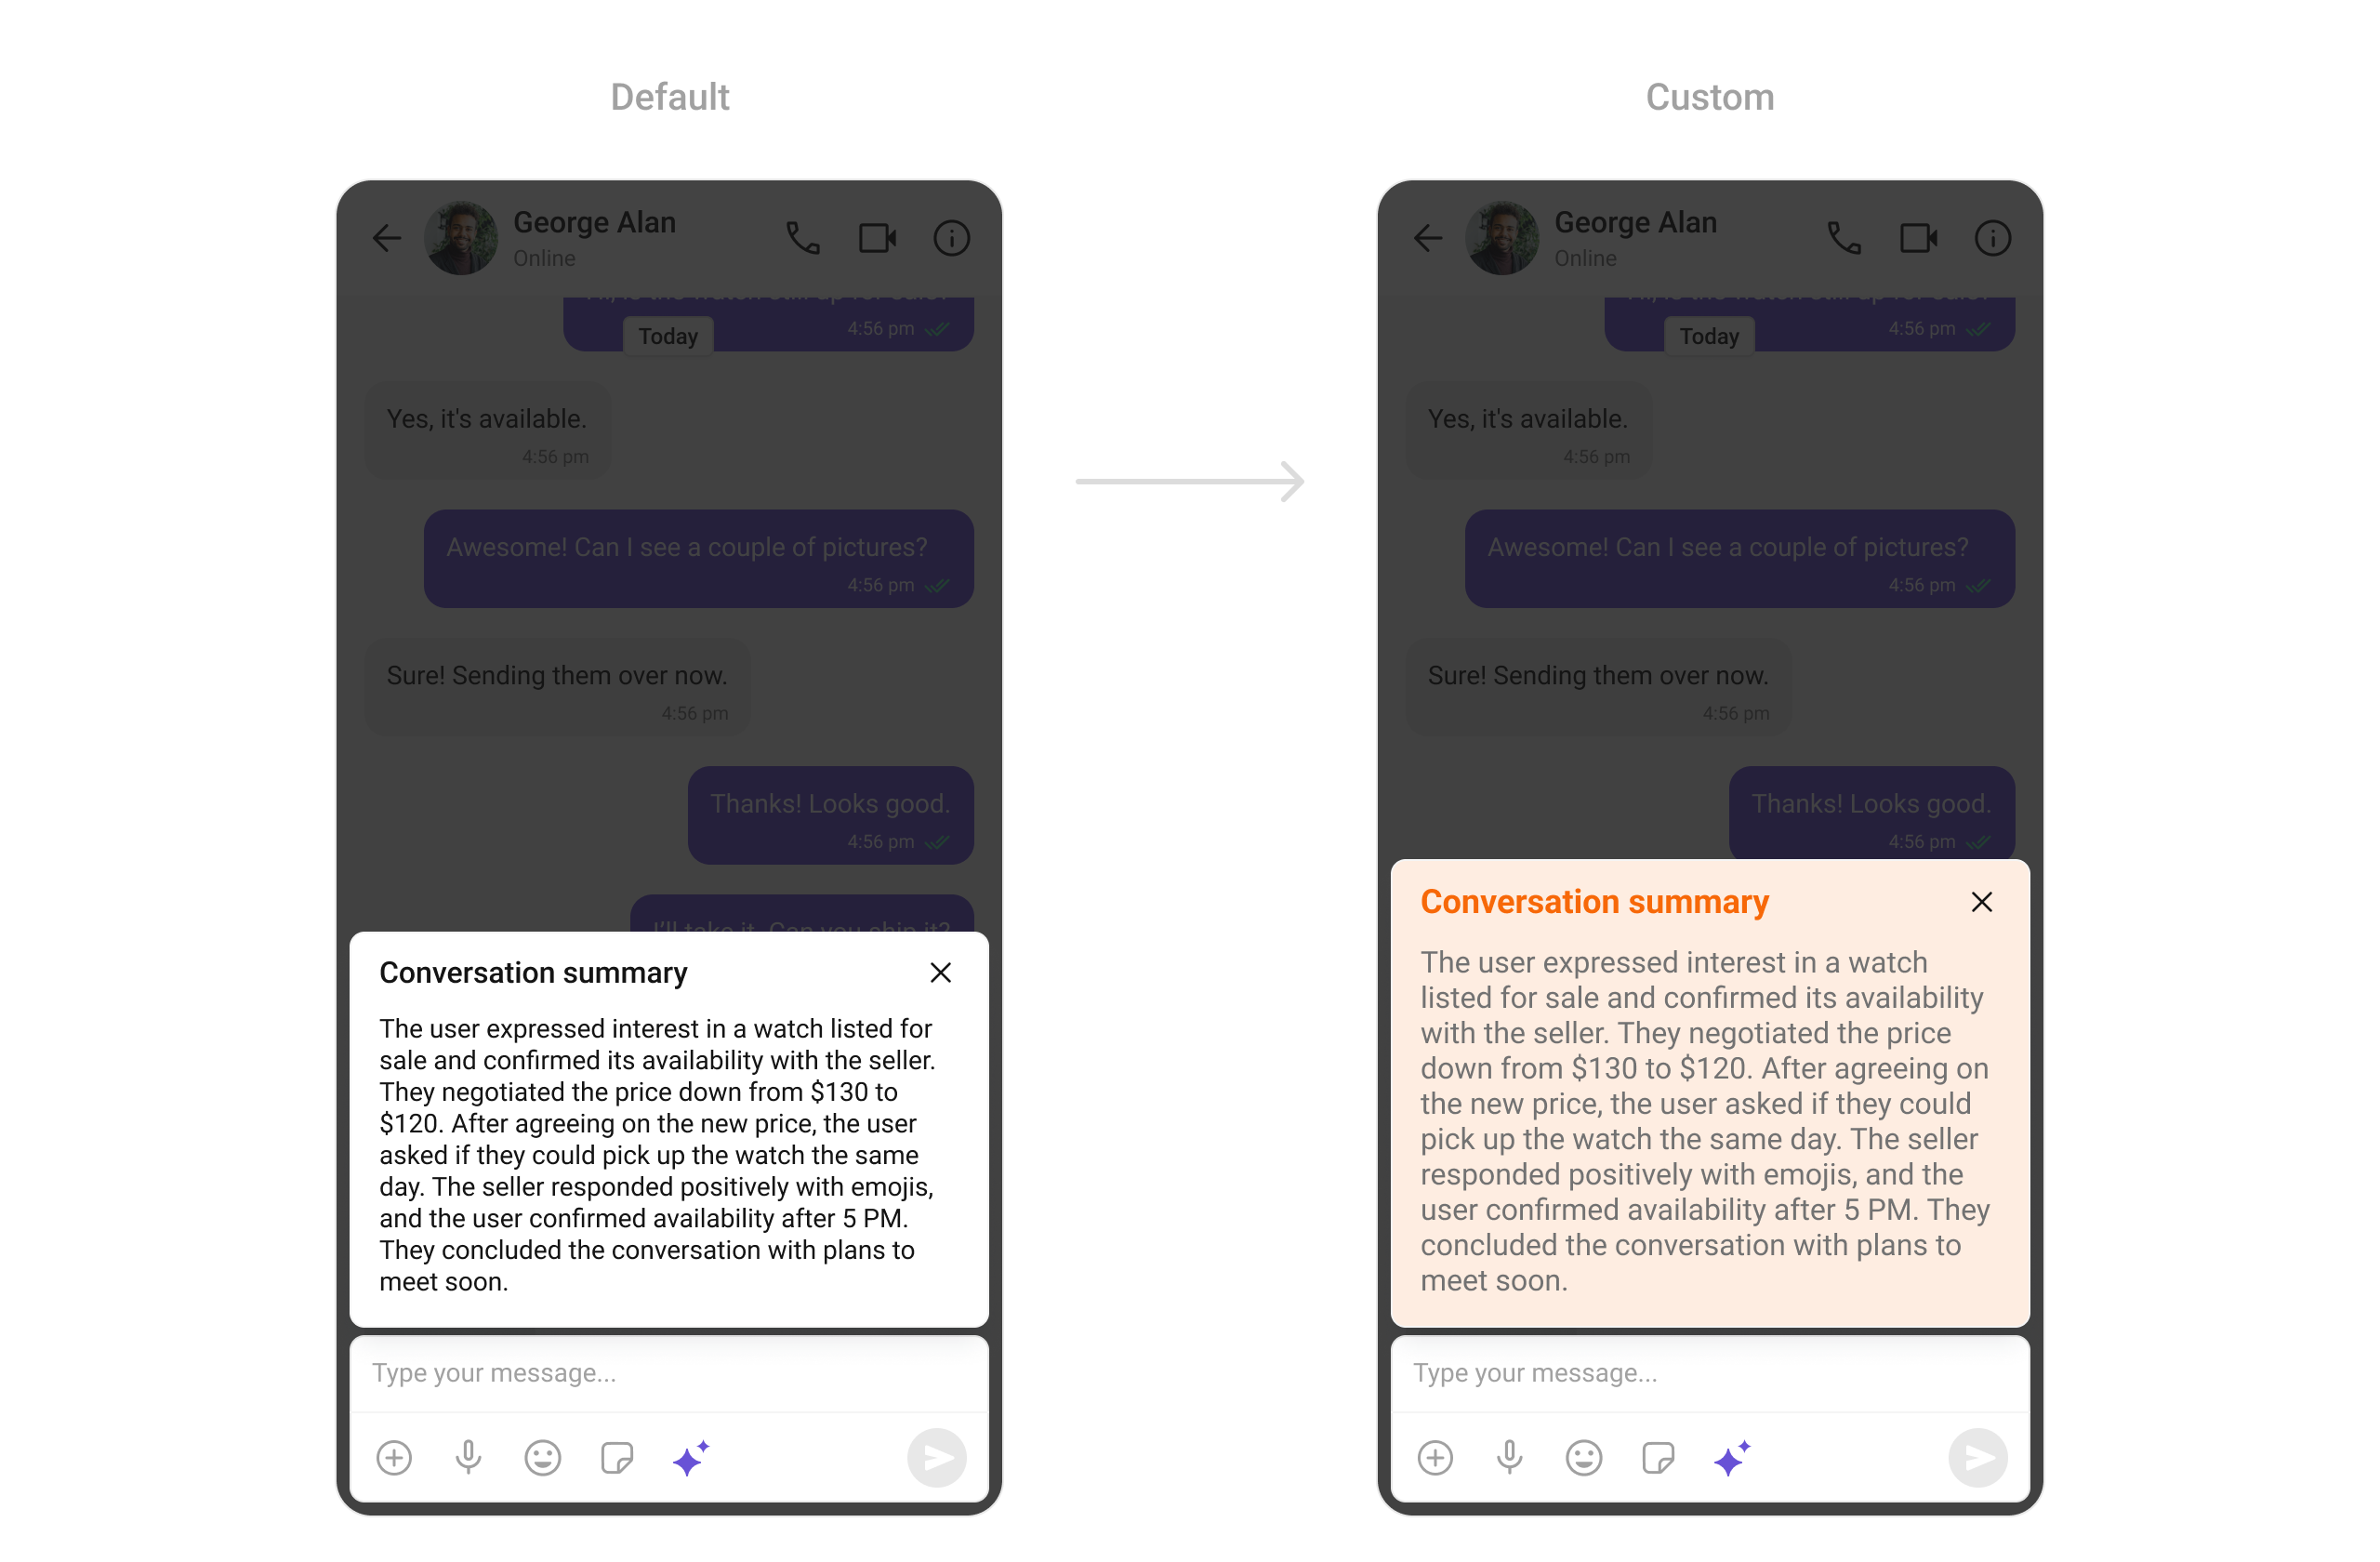 Default
George Alan
Online
Today
4:56 pm
Yes, it's available.
4:56 pm
Awesome! Can I see a couple of pictures?
4:56 pm
Sure! Sending them over now.
4:56 pm
Thanks! Looks good.
4:56 pm
I'll take it. Can you ship it?
Conversation summary
The user expressed interest in a watch listed for
sale and confirmed its availability with the seller.
They negotiated the price down from $130 to
$120. After agreeing on the new price, the user
asked if they could pick up the watch the same
day. The seller responded positively with emojis,
and the user confirmed availability after 5 PM.
They concluded the conversation with plans to
meet soon.
Type your message...
Custom
George Alan
Online
Today
4:56 pm
Yes, it's available.
4:56 pm
Awesome! Can I see a couple of pictures?
4:56 pm
Sure! Sending them over now.
4:56 pm
Thanks! Looks good.
4:56 pm
Conversation summary
The user expressed interest in a watch
listed for sale and confirmed its availability
with the seller. They negotiated the price
down from $130 to $120. After agreeing on
the new price, the user asked if they could
pick up the watch the same day. The seller
responded positively with emojis, and the
user confirmed availability after 5 PM. They
concluded the conversation with plans to
meet soon.
Type your message...